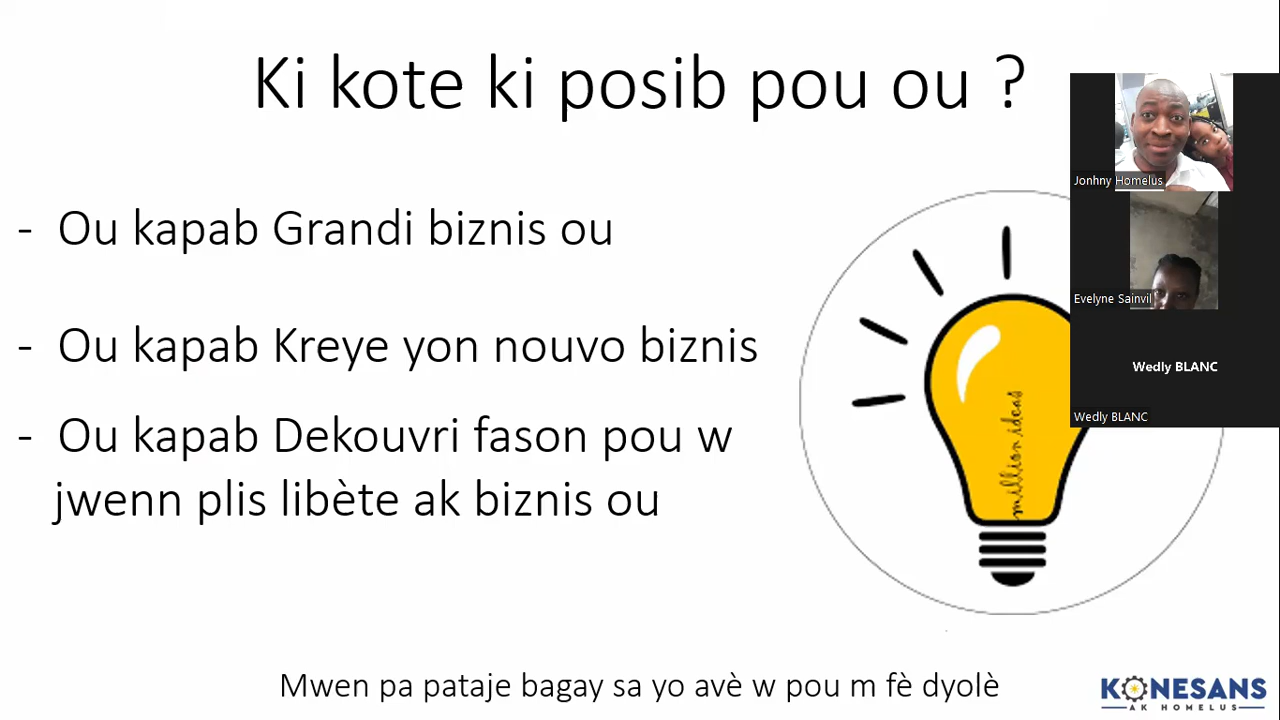 Ki kote ki posib pou ou ?
- Ou kapab Grandi biznis ou
- Ou kapab Kreye yon nouvo biznis
- Ou kapab Dekouvri fason pou w
jwenn plis libète ak biznis ou
million ideas
Jonhny Homelus
Evelyne Sainvil
Wedly BLANC
Wedly BLANC
Mwen pa pataje bagay sa yo avè w pou m fè dyolè
KONESANS
AK HOMELUS